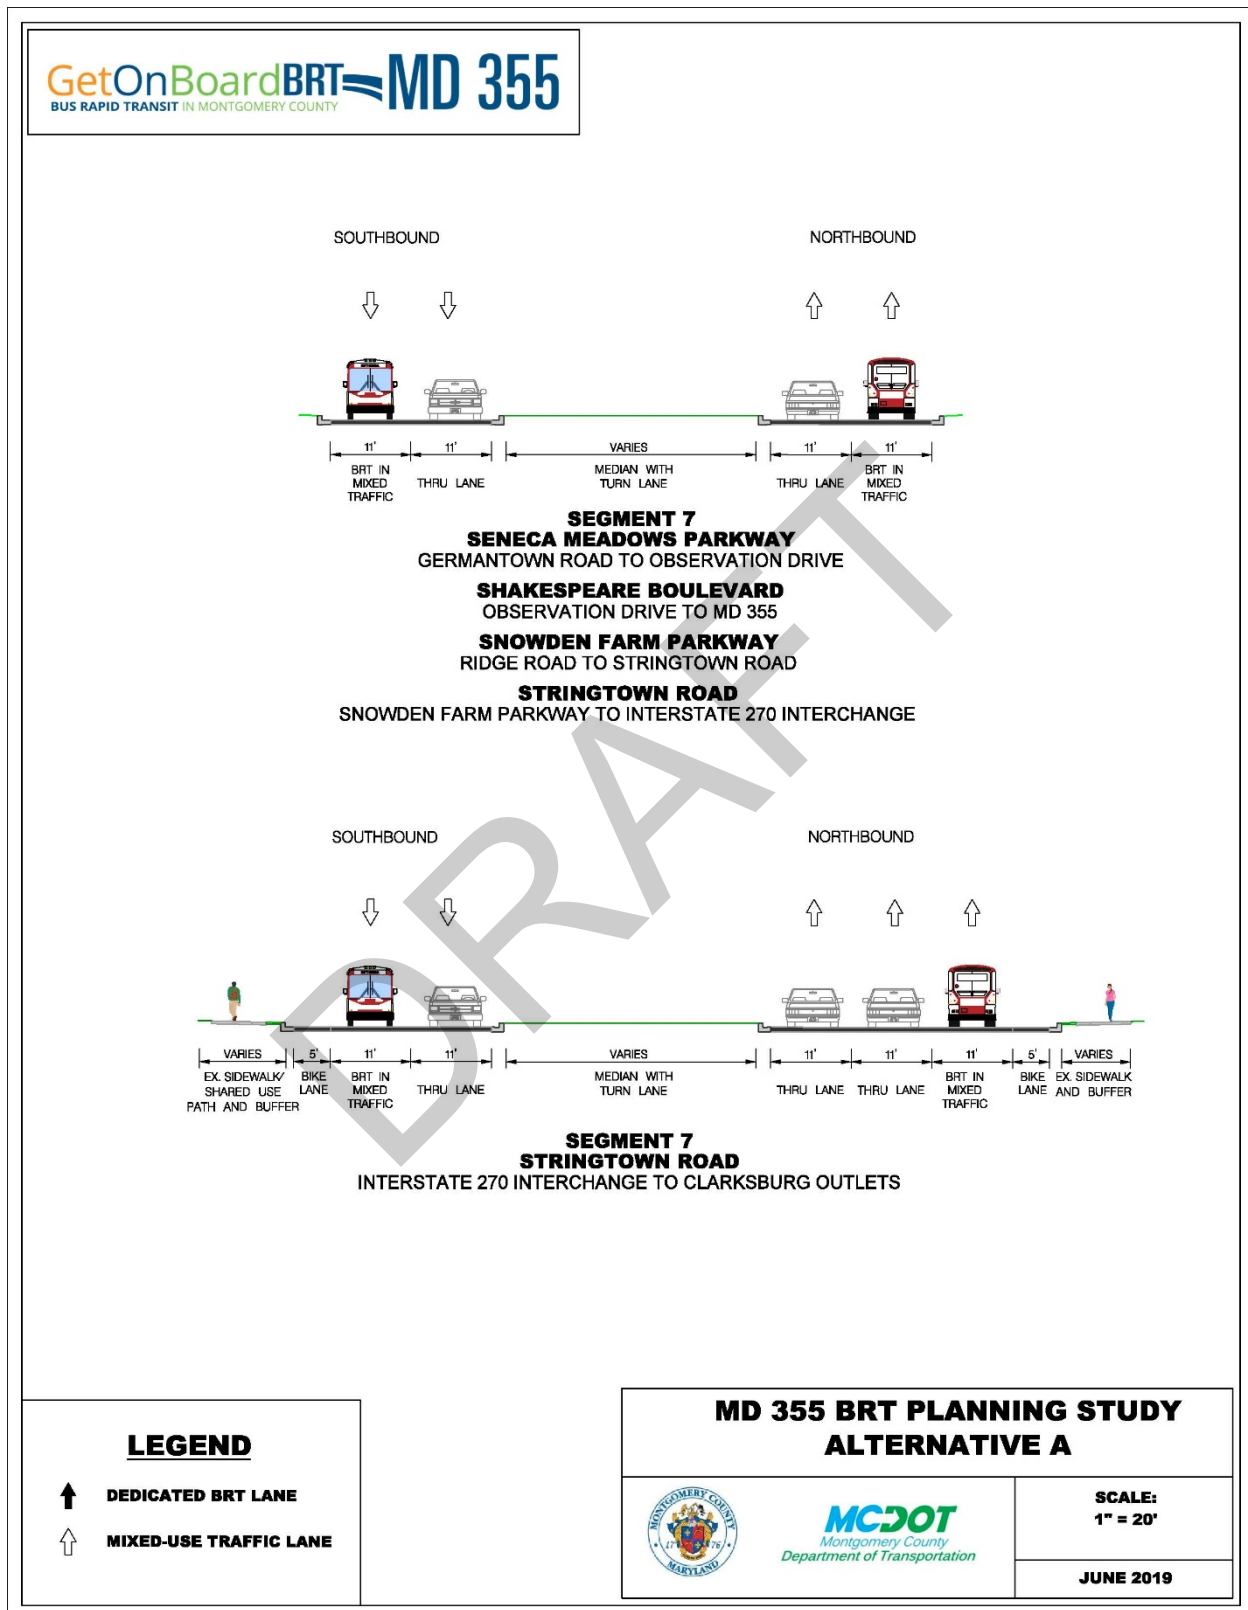 GetOnBoardBRT MD 355
BUS RAPID TRANSIT IN MONTGOMERY COUNTY
SOUTHBOUND NORTHBOUND
11' 11' VARIES 11' 11'
BRT IN MIXED TRAFFIC THRU LANE MEDIAN WITH TURN LANE THRU LANE BRT IN MIXED TRAFFIC
SEGMENT 7
SENECA MEADOWS PARKWAY
GERMANTOWN ROAD TO OBSERVATION DRIVE
SHAKESPEARE BOULEVARD
OBSERVATION DRIVE TO MD 355
SNOWDEN FARM PARKWAY
RIDGE ROAD TO STRINGTOWN ROAD
STRINGTOWN ROAD
SNOWDEN FARM PARKWAY TO INTERSTATE 270 INTERCHANGE
DRAFT
SOUTHBOUND NORTHBOUND
VARIES 5' 11' 11' VARIES 11' 11' 11' 5' VARIES
EX. SIDEWALK/ SHARED USE PATH AND BUFFER BIKE LANE BRT IN MIXED TRAFFIC THRU LANE MEDIAN WITH TURN LANE THRU LANE THRU LANE BRT IN MIXED TRAFFIC BIKE LANE EX. SIDEWALK AND BUFFER
SEGMENT 7
STRINGTOWN ROAD
INTERSTATE 270 INTERCHANGE TO CLARKSBURG OUTLETS
LEGEND
DEDICATED BRT LANE
MIXED-USE TRAFFIC LANE
MD 355 BRT PLANNING STUDY
ALTERNATIVE A
MONTGOMERY COUNTY
17 76
MARYLAND
MCDOT
Montgomery County
Department of Transportation
SCALE:
1" = 20'
JUNE 2019